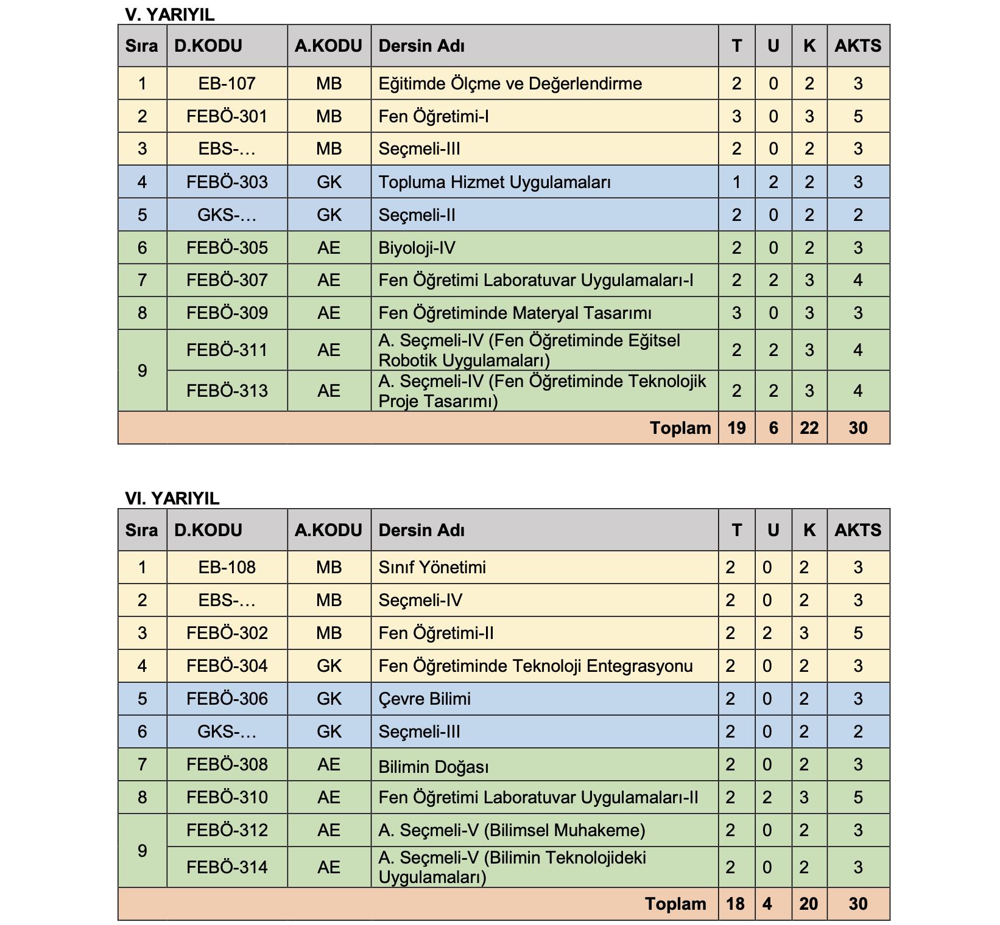 V. YARIYIL
Sıra D.KODU A.KODU Dersin Adı T U K AKTS
1 EB-107 MB Eğitimde Ölçme ve Değerlendirme 2 0 2 3
2 FEBÖ-301 MB Fen Öğretimi-I 3 0 3 5
3 EBS-… MB Seçmeli-III 2 0 2 3
4 FEBÖ-303 GK Topluma Hizmet Uygulamaları 1 2 2 3
5 GKS-… GK Seçmeli-II 2 0 2 2
6 FEBÖ-305 AE Biyoloji-IV 2 0 2 3
7 FEBÖ-307 AE Fen Öğretimi Laboratuvar Uygulamaları-I 2 2 3 4
8 FEBÖ-309 AE Fen Öğretiminde Materyal Tasarımı 3 0 3 3
9 FEBÖ-311 AE A. Seçmeli-IV (Fen Öğretiminde Eğitsel
Robotik Uygulamaları) 2 2 3 4
FEBÖ-313 AE A. Seçmeli-IV (Fen Öğretiminde Teknolojik
Proje Tasarımı) 2 2 3 4
Toplam 19 6 22 30
VI. YARIYIL
Sıra D.KODU A.KODU Dersin Adı T U K AKTS
1 EB-108 MB Sınıf Yönetimi 2 0 2 3
2 EBS-… MB Seçmeli-IV 2 0 2 3
3 FEBÖ-302 MB Fen Öğretimi-II 2 2 3 5
4 FEBÖ-304 GK Fen Öğretiminde Teknoloji Entegrasyonu 2 0 2 3
5 FEBÖ-306 GK Çevre Bilimi 2 0 2 3
6 GKS-… GK Seçmeli-III 2 0 2 2
7 FEBÖ-308 AE Bilimin Doğası 2 0 2 3
8 FEBÖ-310 AE Fen Öğretimi Laboratuvar Uygulamaları-II 2 2 3 5
9 FEBÖ-312 AE A. Seçmeli-V (Bilimsel Muhakeme) 2 0 2 3
FEBÖ-314 AE A. Seçmeli-V (Bilimin Teknolojideki
Uygulamaları) 2 0 2 3
Toplam 18 4 20 30